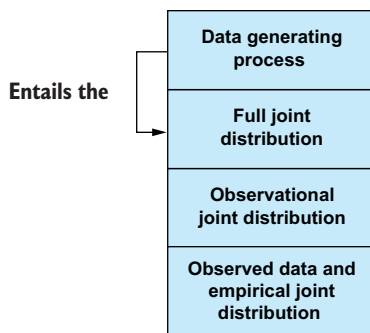 Data generating
process
Entails the
Full joint
distribution
Observational
joint distribution
Observed data and
empirical joint
distribution